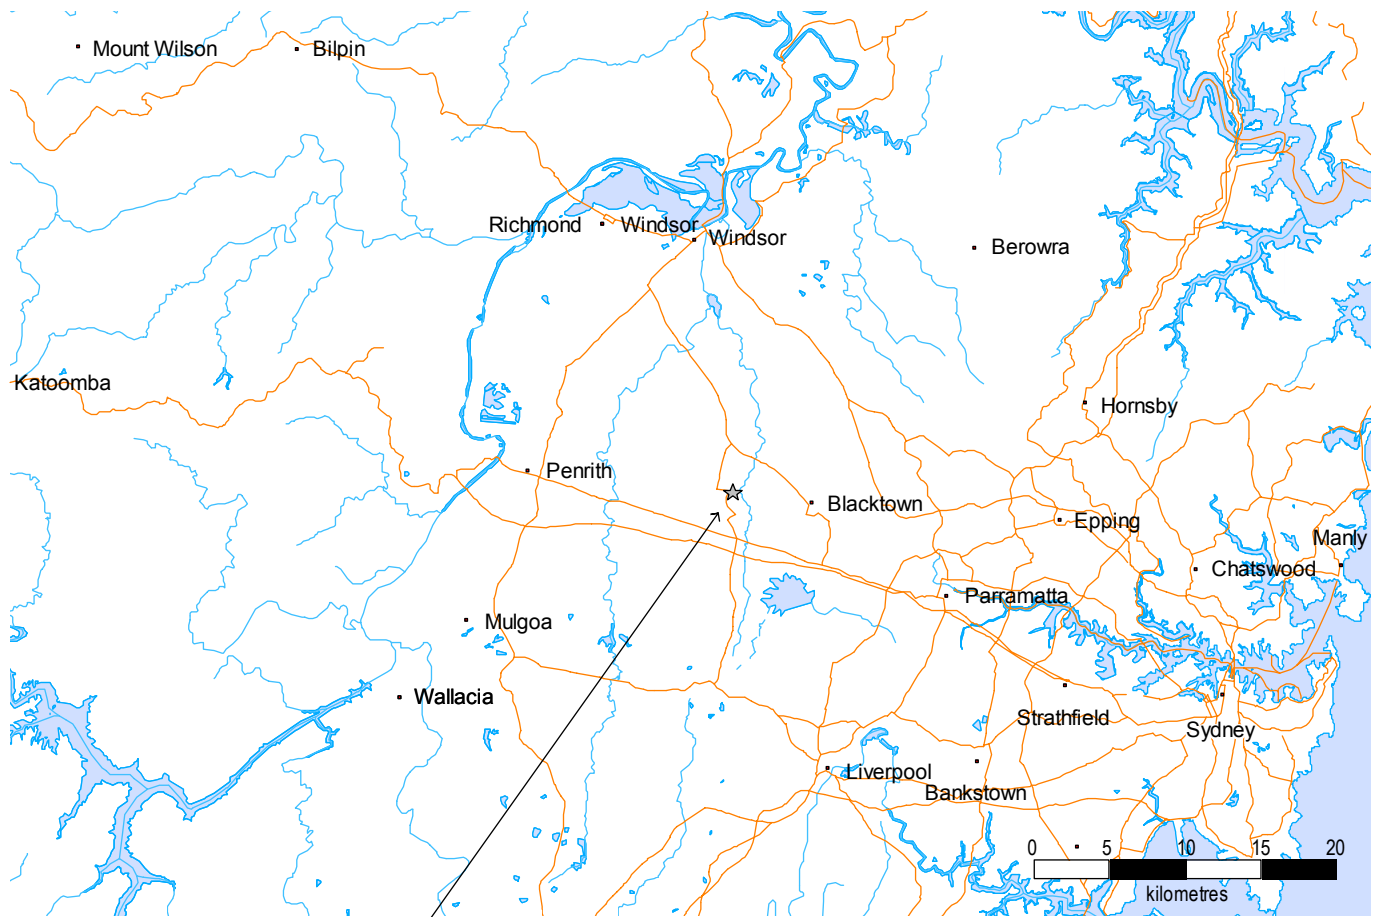 Mount Wilson
Bilpin
Richmond
Windsor
Windsor
Berowra
Katoomba
Hornsby
Penrith
Blacktown
Epping
Manly
Chatswood
Parramatta
Mulgoa
Wallacia
Strathfield
Sydney
Liverpool
Bankstown
0 5 10 15 20
kilometres